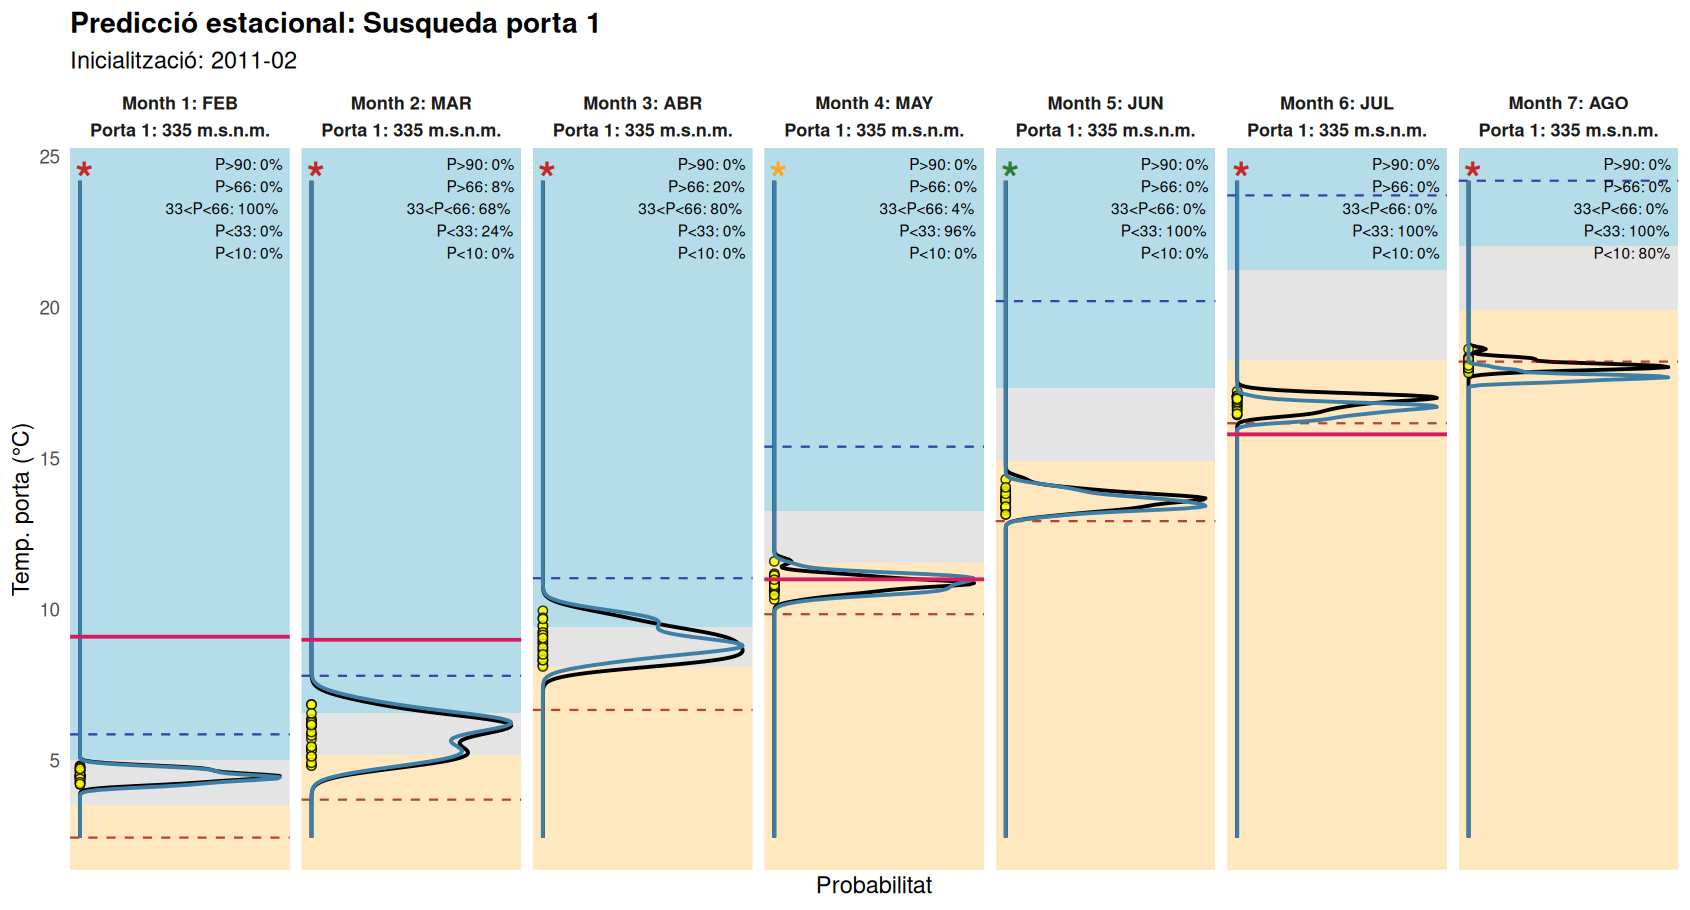 Predicció estacional: Susqueda porta 1
Inicialització: 2011-02
Month 1: FEB
Porta 1: 335 m.s.n.m.
Month 2: MAR
Porta 1: 335 m.s.n.m.
Month 3: ABR
Porta 1: 335 m.s.n.m.
Month 4: MAY
Porta 1: 335 m.s.n.m.
Month 5: JUN
Porta 1: 335 m.s.n.m.
Month 6: JUL
Porta 1: 335 m.s.n.m.
Month 7: AGO
Porta 1: 335 m.s.n.m.
Temp. porta (°C)
25
20
15
10
5
*
P>90: 0%
P>66: 0%
33<P<66: 100%
P<33: 0%
P<10: 0%
*
P>90: 0%
P>66: 8%
33<P<66: 68%
P<33: 24%
P<10: 0%
*
P>90: 0%
P>66: 20%
33<P<66: 80%
P<33: 0%
P<10: 0%
*
P>90: 0%
P>66: 0%
33<P<66: 4%
P<33: 96%
P<10: 0%
*
P>90: 0%
P>66: 0%
33<P<66: 0%
P<33: 100%
P<10: 0%
*
P>90: 0%
P>66: 0%
33<P<66: 0%
P<33: 100%
P<10: 0%
*
P>90: 0%
P>66: 0%
33<P<66: 0%
P<33: 100%
P<10: 80%
Probabilitat